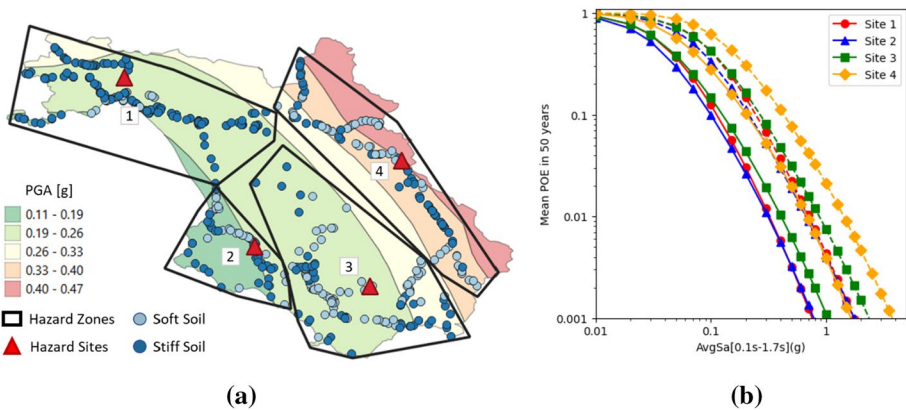 PGA [g]
0.11 - 0.19
0.19 - 0.26
0.26 - 0.33
0.33 - 0.40
0.40 - 0.47
Hazard Zones
Soft Soil
Hazard Sites
Stiff Soil
1
2
3
4
(a)
Mean POE in 50 years
1
0.1
0.01
0.001
Site 1
Site 2
Site 3
Site 4
0.01
0.1
1
AvgSa[0.1s-1.7s](g)
(b)